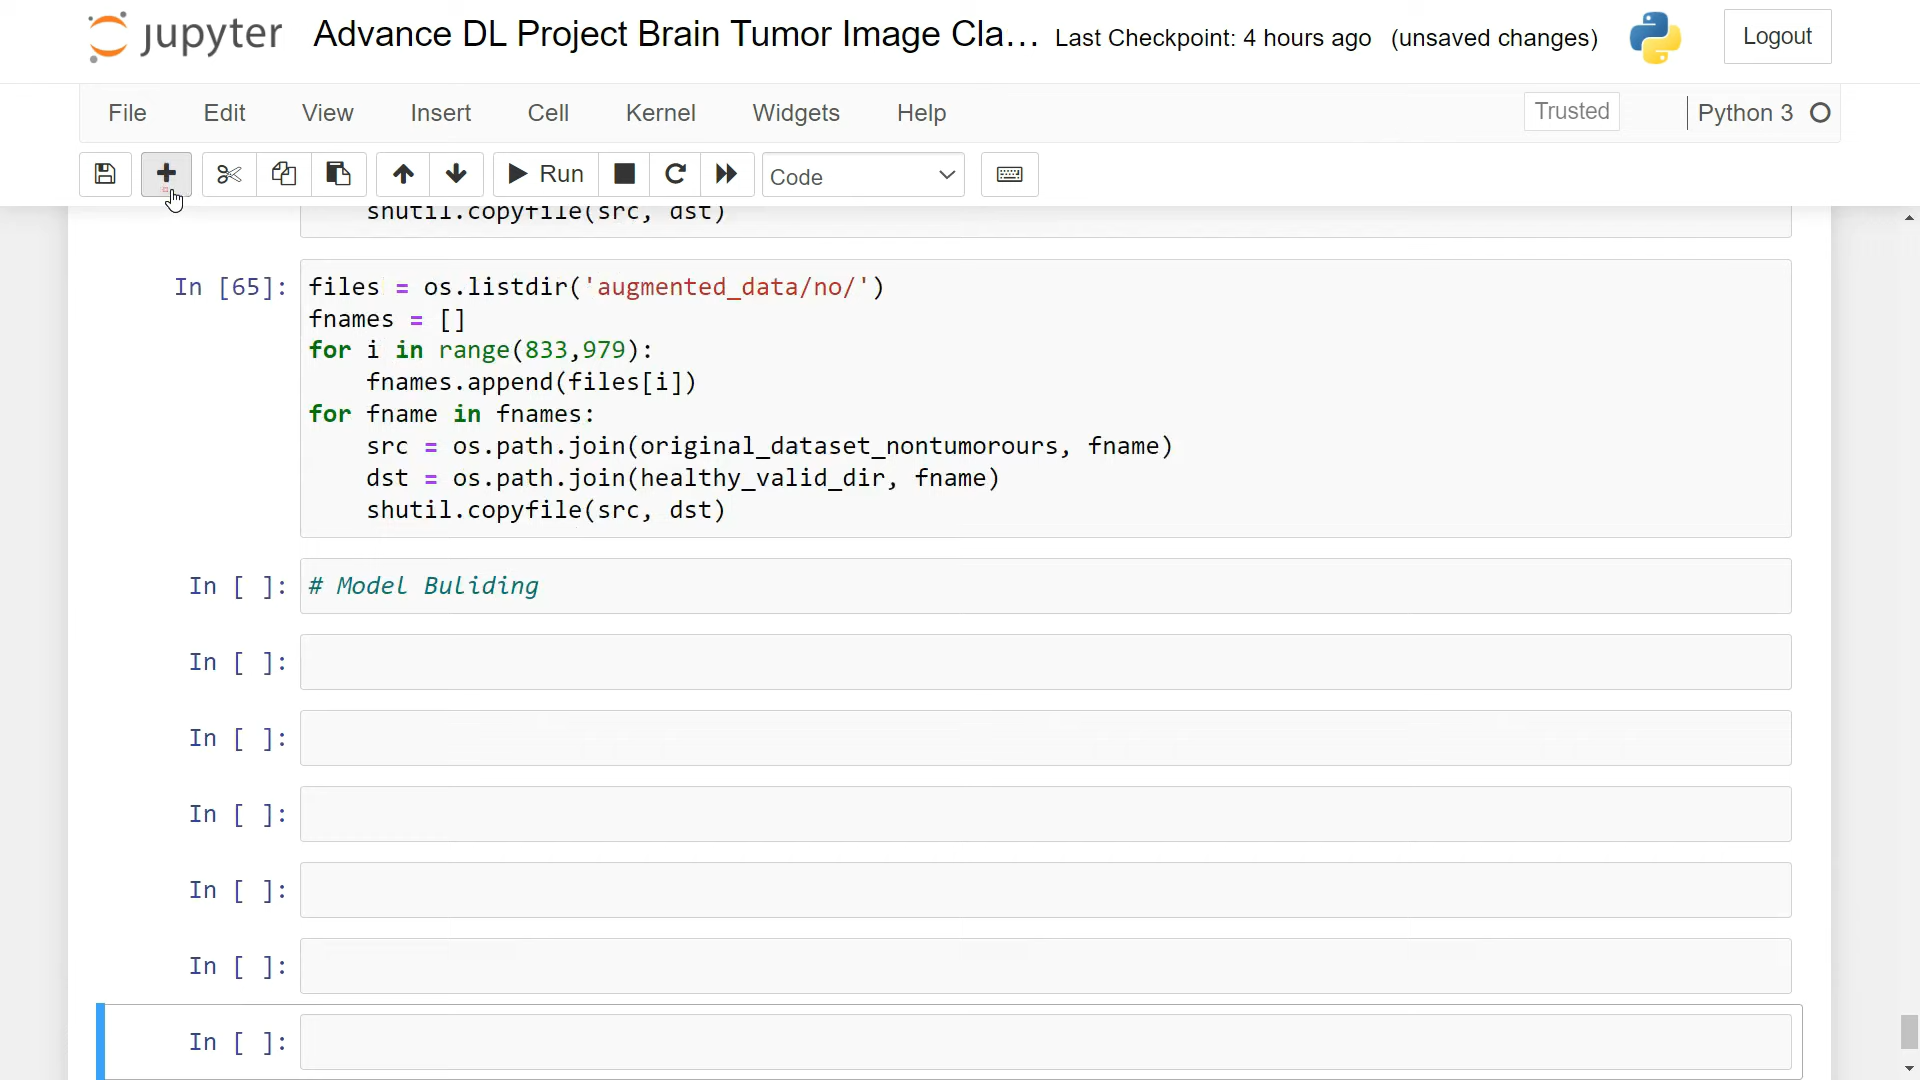 jupyter Advance DL Project Brain Tumor Image Cla... Last Checkpoint: 4 hours ago (unsaved changes) Logout
File Edit View Insert Cell Kernel Widgets Help Trusted Python 3
Run Code
shutil.copyfile(src, dst)
In [65]: files = os.listdir('augmented_data/no/')
fnames = []
for i in range(833,979):
    fnames.append(files[i])
for fname in fnames:
    src = os.path.join(original_dataset_nontumorours, fname)
    dst = os.path.join(healthy_valid_dir, fname)
    shutil.copyfile(src, dst)
In [ ]: # Model Buliding
In [ ]:
In [ ]:
In [ ]:
In [ ]:
In [ ]:
In [ ]: